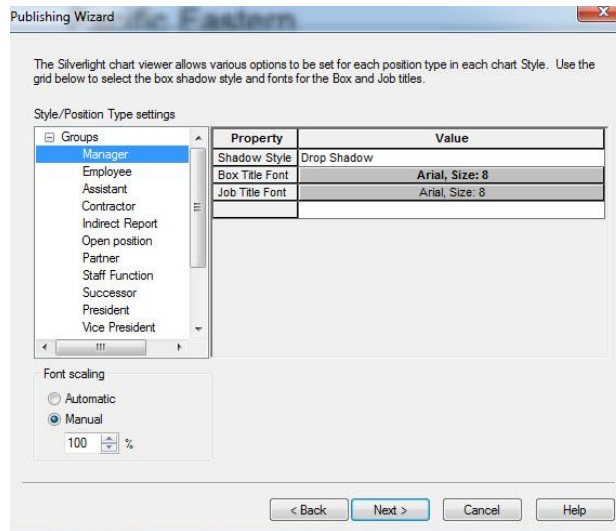 Publishing Wizard
Pacific Eastern
The Silverlight chart viewer allows various options to be set for each position type in each chart Style. Use the
grid below to select the box shadow style and fonts for the Box and Job titles.
Style/Position Type settings
Groups
Manager
Employee
Assistant
Contractor
Indirect Report
Open position
Partner
Staff Function
Successor
President
Vice President
Property Value
Shadow Style Drop Shadow
Box Title Font Arial, Size: 8
Job Title Font Arial, Size: 8
Font scaling
Automatic
Manual
100 %
< Back Next > Cancel Help